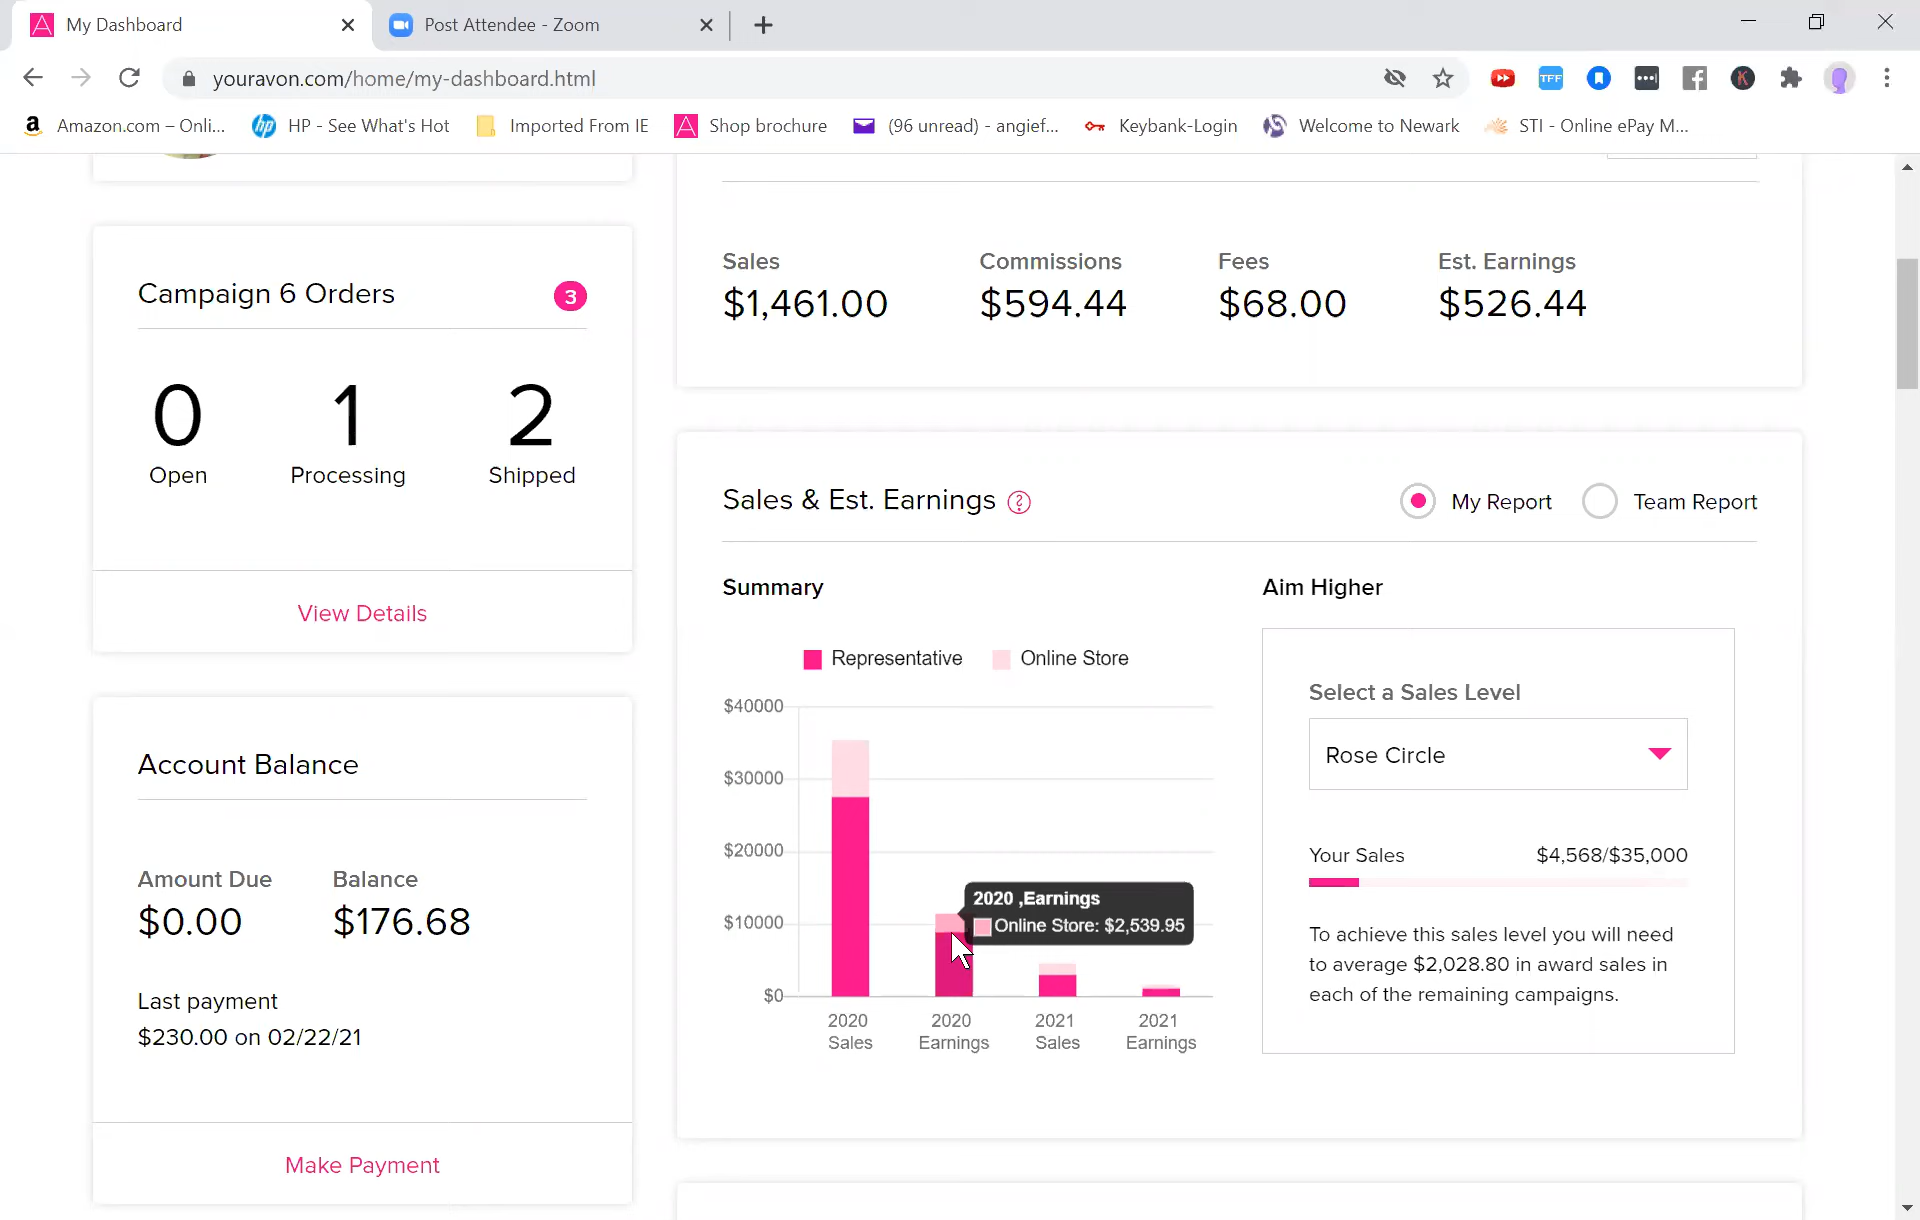 My Dashboard
Post Attendee - Zoom
youravon.com/home/my-dashboard.html
TFF
K
a Amazon.com – Onli...
hp HP - See What's Hot
Imported From IE
Shop brochure
(96 unread) - angief...
Keybank-Login
Welcome to Newark
STI - Online ePay M...
Campaign 6 Orders 3
0 1 2
Open Processing Shipped
View Details
Account Balance
Amount Due Balance
$0.00 $176.68
Last payment
$230.00 on 02/22/21
Make Payment
Sales Commissions Fees Est. Earnings
$1,461.00 $594.44 $68.00 $526.44
Sales & Est. Earnings ?
My Report Team Report
Summary
Representative Online Store
$40000
$30000
$20000
$10000
$0
2020 ,Earnings
Online Store: $2,539.95
2020 Sales
2020 Earnings
2021 Sales
2021 Earnings
Aim Higher
Select a Sales Level
Rose Circle
Your Sales $4,568/$35,000
To achieve this sales level you will need
to average $2,028.80 in award sales in
each of the remaining campaigns.